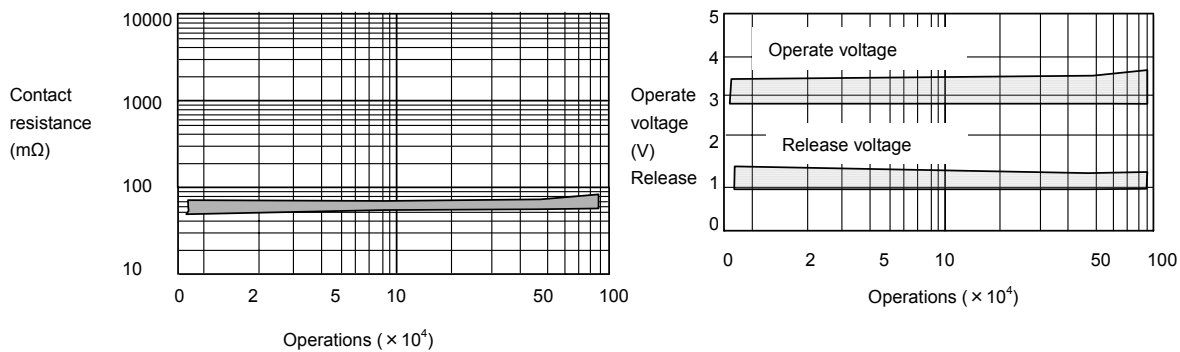 10000
1000
100
10
Contact
resistance
(mΩ)
0 2 5 10 50 100
Operations ( × 10⁴)
5
4
3
2
1
0
Operate
voltage
(V)
Release
Operate voltage
Release voltage
0 2 5 10 50 100
Operations ( × 10⁴)